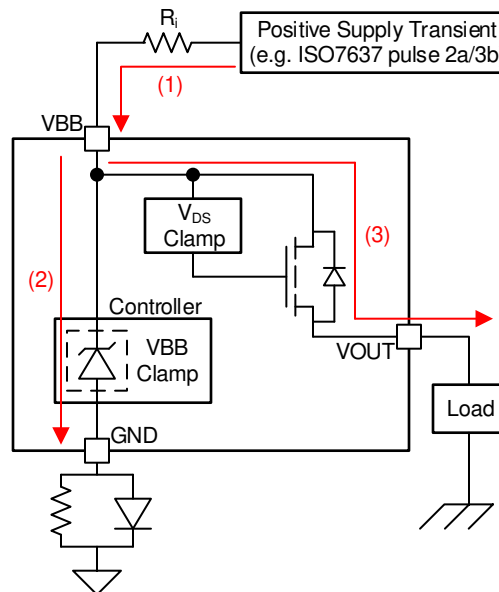 Ri
Positive Supply Transient
(e.g. ISO7637 pulse 2a/3b
(1)
VBB
VDS
Clamp
(3)
(2)
Controller
VBB
Clamp
VOUT
GND
Load